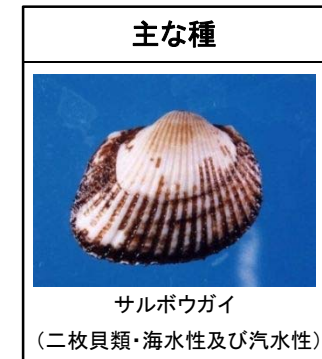 主な種
サルボウガイ
（二枚貝類・海水性及び汽水性）